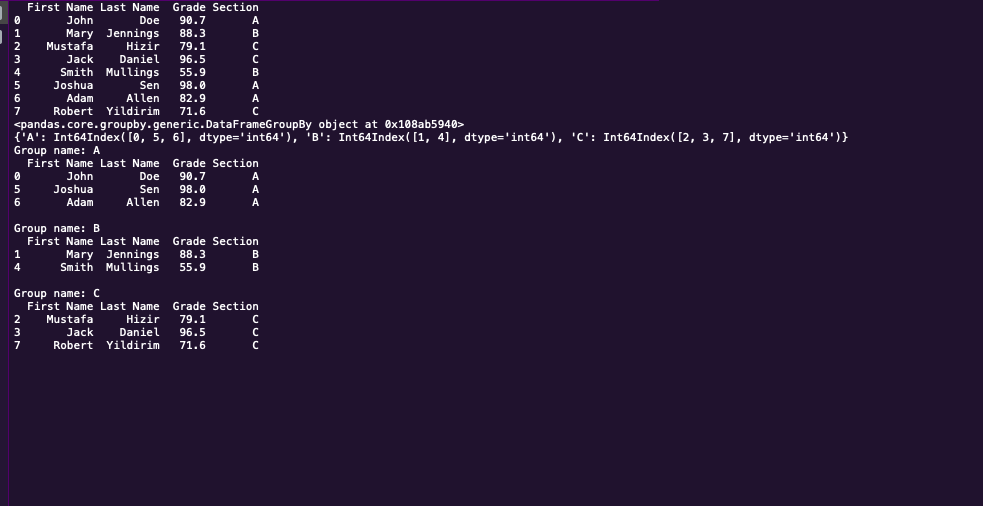 First Name Last Name  Grade Section
0       John       Doe   90.7       A
1       Mary  Jennings   88.3       B
2    Mustafa     Hizir   79.1       C
3       Jack    Daniel   96.5       C
4      Smith  Mullings   55.9       B
5     Joshua       Sen   98.0       A
6       Adam     Allen   82.9       A
7     Robert  Yildirim   71.6       C
<pandas.core.groupby.generic.DataFrameGroupBy object at 0x108ab5940>
{'A': Int64Index([0, 5, 6], dtype='int64'), 'B': Int64Index([1, 4], dtype='int64'), 'C': Int64Index([2, 3, 7], dtype='int64')}
Group name: A
  First Name Last Name  Grade Section
0       John       Doe   90.7       A
5     Joshua       Sen   98.0       A
6       Adam     Allen   82.9       A

Group name: B
  First Name Last Name  Grade Section
1       Mary  Jennings   88.3       B
4      Smith  Mullings   55.9       B

Group name: C
  First Name Last Name  Grade Section
2    Mustafa     Hizir   79.1       C
3       Jack    Daniel   96.5       C
7     Robert  Yildirim   71.6       C